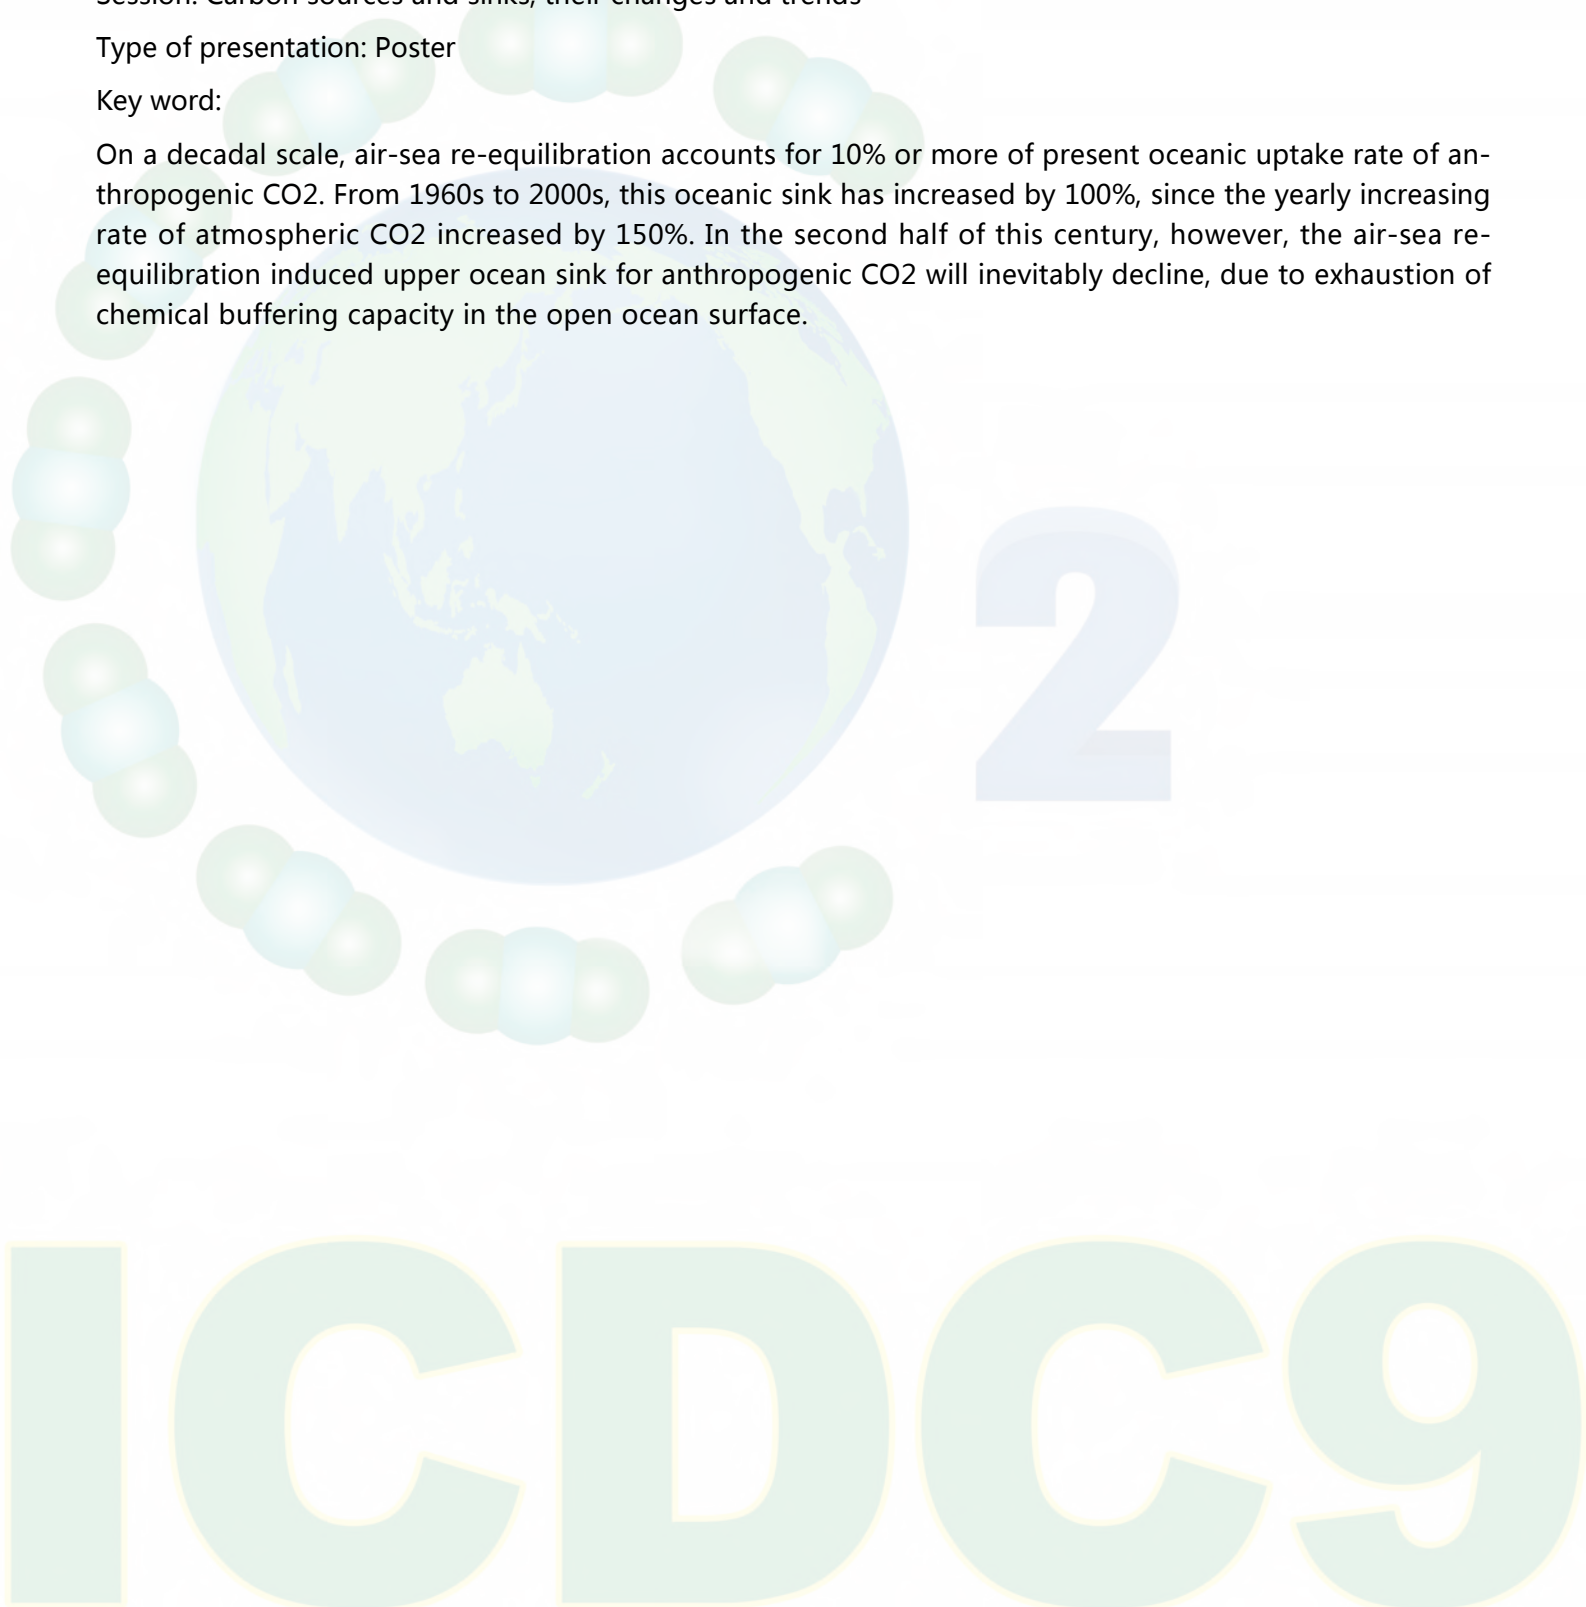 Session: Carbon sources and sinks, their changes and trends
Type of presentation: Poster
Key word:
On a decadal scale, air-sea re-equilibration accounts for 10% or more of present oceanic uptake rate of an-
thropogenic CO2. From 1960s to 2000s, this oceanic sink has increased by 100%, since the yearly increasing
rate of atmospheric CO2 increased by 150%. In the second half of this century, however, the air-sea re-
equilibration induced upper ocean sink for anthropogenic CO2 will inevitably decline, due to exhaustion of
chemical buffering capacity in the open ocean surface.
2
ICDC9